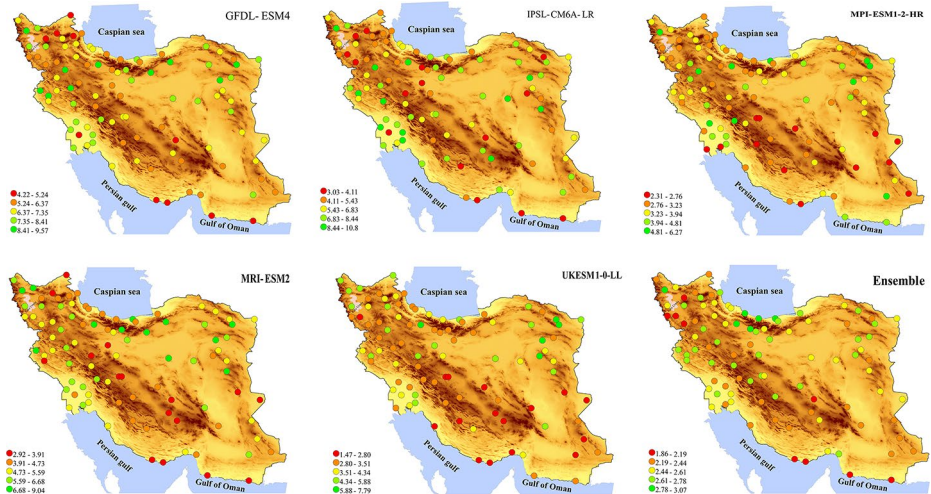 GFDL- ESM4
Caspian sea
Persian gulf
Gulf of Oman
4.22 - 5.24
5.24 - 6.37
6.37 - 7.35
7.35 - 8.41
8.41 - 9.57
IPSL-CM6A- LR
Caspian sea
Persian gulf
Gulf of Oman
3.03 - 4.11
4.11 - 5.43
5.43 - 6.83
6.83 - 8.44
8.44 - 10.8
MPI-ESM1-2-HR
Caspian sea
Persian gulf
Gulf of Oman
2.31 - 2.76
2.76 - 3.23
3.23 - 3.94
3.94 - 4.81
4.81 - 6.27
MRI- ESM2
Caspian sea
Persian gulf
Gulf of Oman
2.92 - 3.91
3.91 - 4.73
4.73 - 5.59
5.59 - 6.68
6.68 - 9.04
UKESM1-0-LL
Caspian sea
Persian gulf
Gulf of Oman
1.47 - 2.80
2.80 - 3.51
3.51 - 4.34
4.34 - 5.88
5.88 - 7.79
Ensemble
Caspian sea
Persian gulf
Gulf of Oman
1.86 - 2.19
2.19 - 2.44
2.44 - 2.61
2.61 - 2.78
2.78 - 3.07